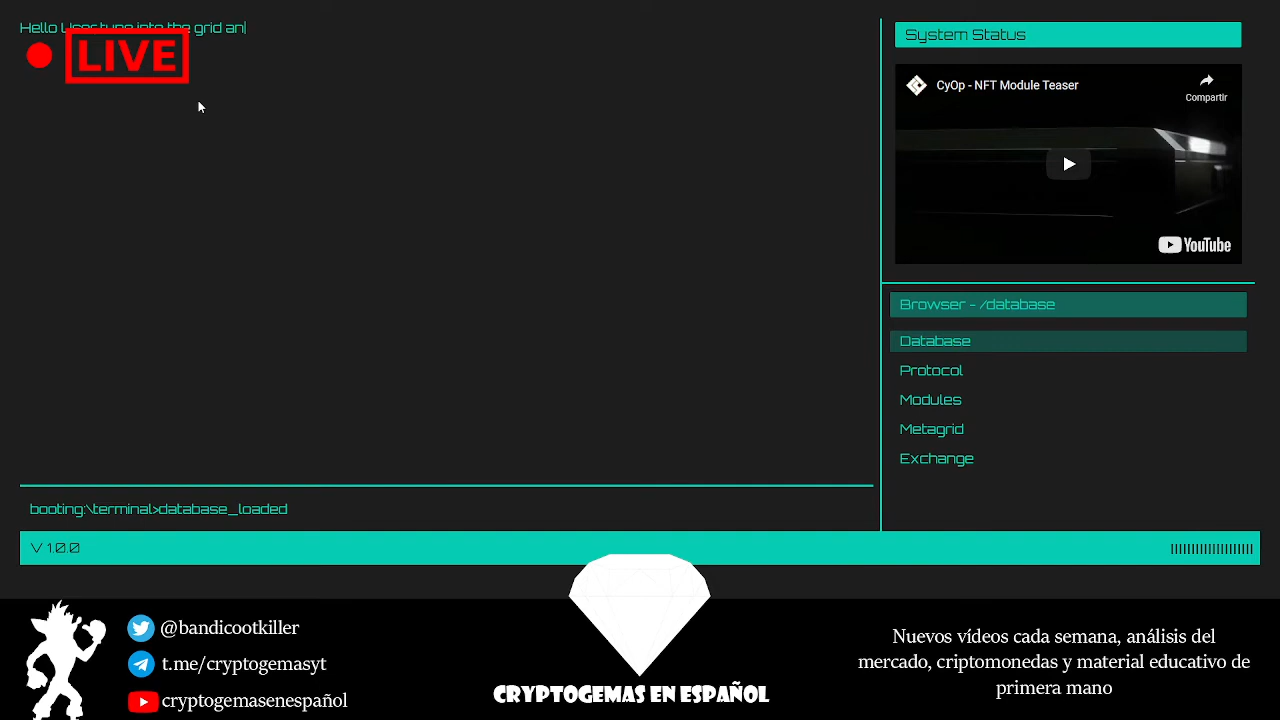 Hello User type into the grid an
LIVE
System Status
CyOp - NFT Module Teaser
Compartir
YouTube
Browser - /database
Database
Protocol
Modules
Metagrid
Exchange
booting:\terminal>database_loaded
V 1.0.0
@bandicootkiller
t.me/cryptogemasyt
cryptogemasenespañol
CRYPTOGEMAS EN ESPAÑOL
Nuevos vídeos cada semana, análisis del
mercado, criptomonedas y material educativo de
primera mano